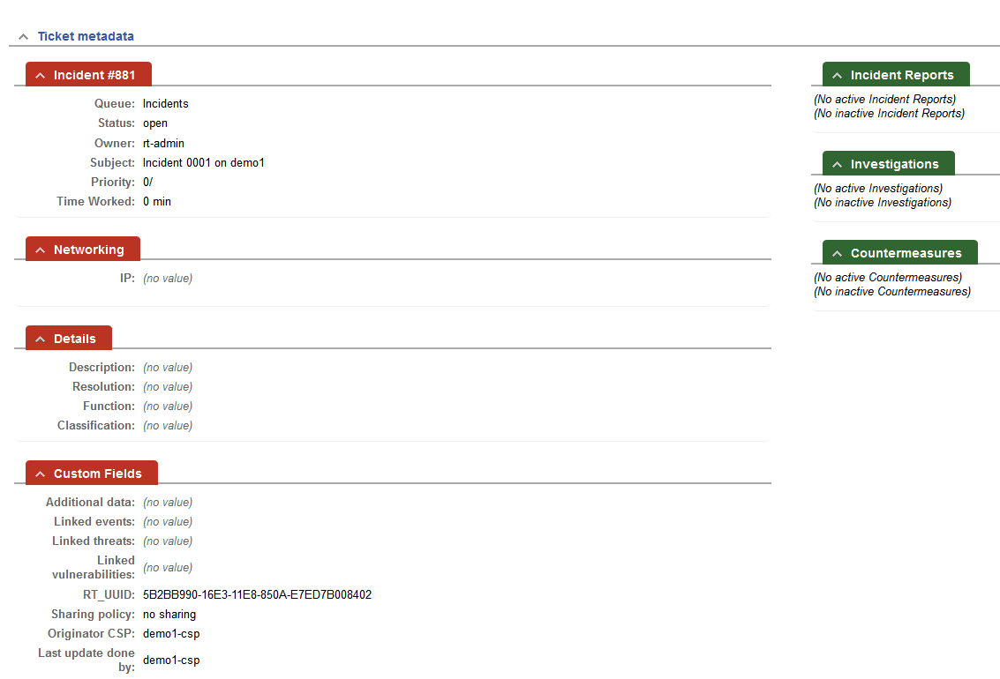 Ticket metadata
Incident #881
Queue: Incidents
Status: open
Owner: rt-admin
Subject: Incident 0001 on demo1
Priority: 0/
Time Worked: 0 min
Networking
IP: (no value)
Details
Description: (no value)
Resolution: (no value)
Function: (no value)
Classification: (no value)
Custom Fields
Additional data: (no value)
Linked events: (no value)
Linked threats: (no value)
Linked
vulnerabilities: (no value)
RT_UUID: 5B2BB990-16E3-11E8-850A-E7ED7B008402
Sharing policy: no sharing
Originator CSP: demo1-csp
Last update done
by: demo1-csp
Incident Reports
(No active Incident Reports)
(No inactive Incident Reports)
Investigations
(No active Investigations)
(No inactive Investigations)
Countermeasures
(No active Countermeasures)
(No inactive Countermeasures)